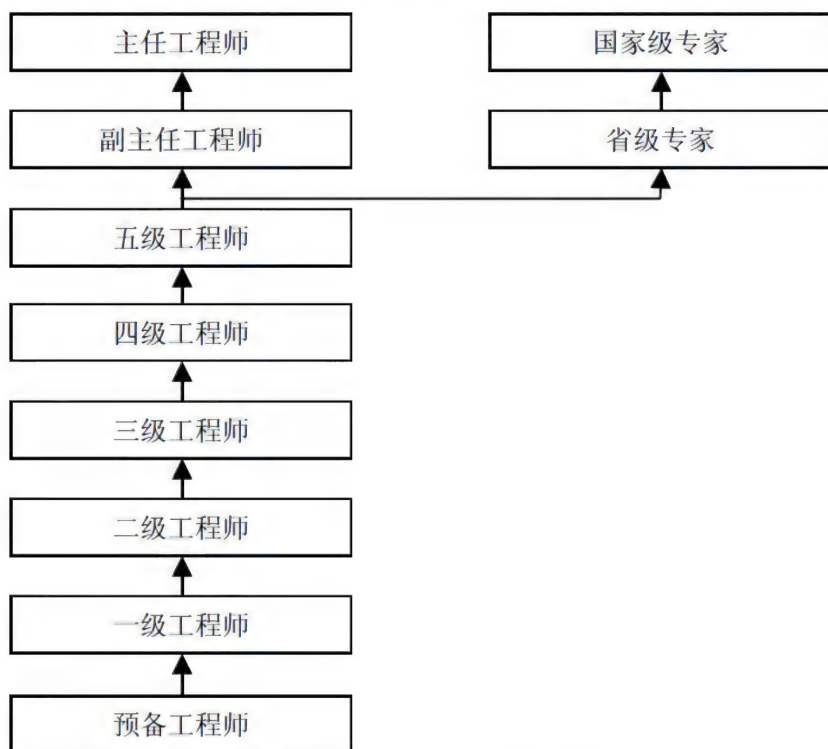 主任工程师
国家级专家
副主任工程师
省级专家
五级工程师
四级工程师
三级工程师
二级工程师
一级工程师
预备工程师